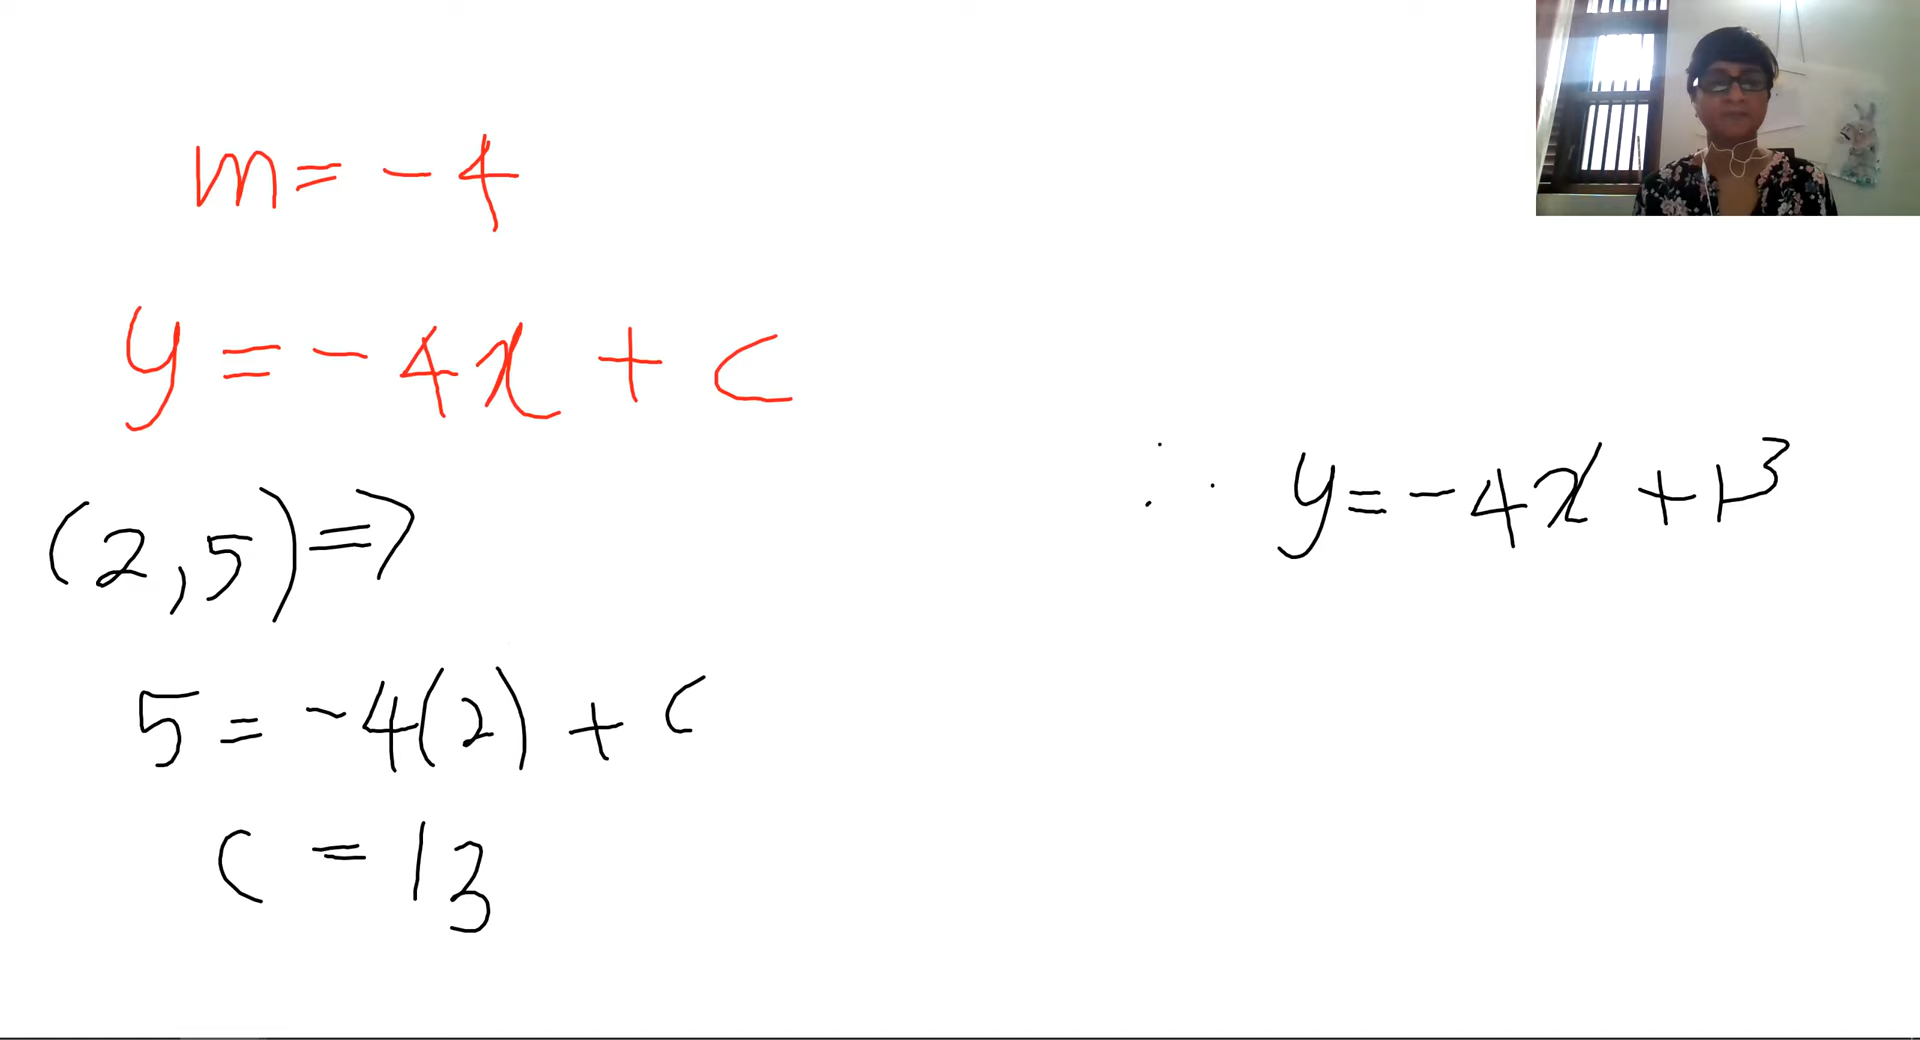 m = -4
y = -4x + c
(2,5) ⇒
5 = -4(2) + c
c = 13
∴ y = -4x + 13